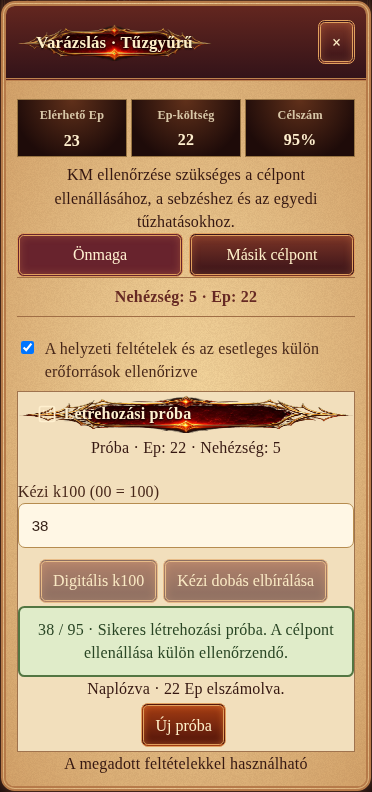 Varázslás · Tűzgyűrű
×
Elérhető Ep
23
Ep-költség
22
Célszám
95%
KM ellenőrzése szükséges a célpont
ellenállásához, a sebzéshez és az egyedi
tűzhatásokhoz.
Önmaga
Másik célpont
Nehézség: 5 · Ep: 22
A helyzeti feltételek és az esetleges külön
erőforrások ellenőrizve
Létrehozási próba
Próba · Ep: 22 · Nehézség: 5
Kézi k100 (00 = 100)
38
Digitális k100
Kézi dobás elbírálása
38 / 95 · Sikeres létrehozási próba. A célpont
ellenállása külön ellenőrzendő.
Naplózva · 22 Ep elszámolva.
Új próba
A megadott feltételekkel használható